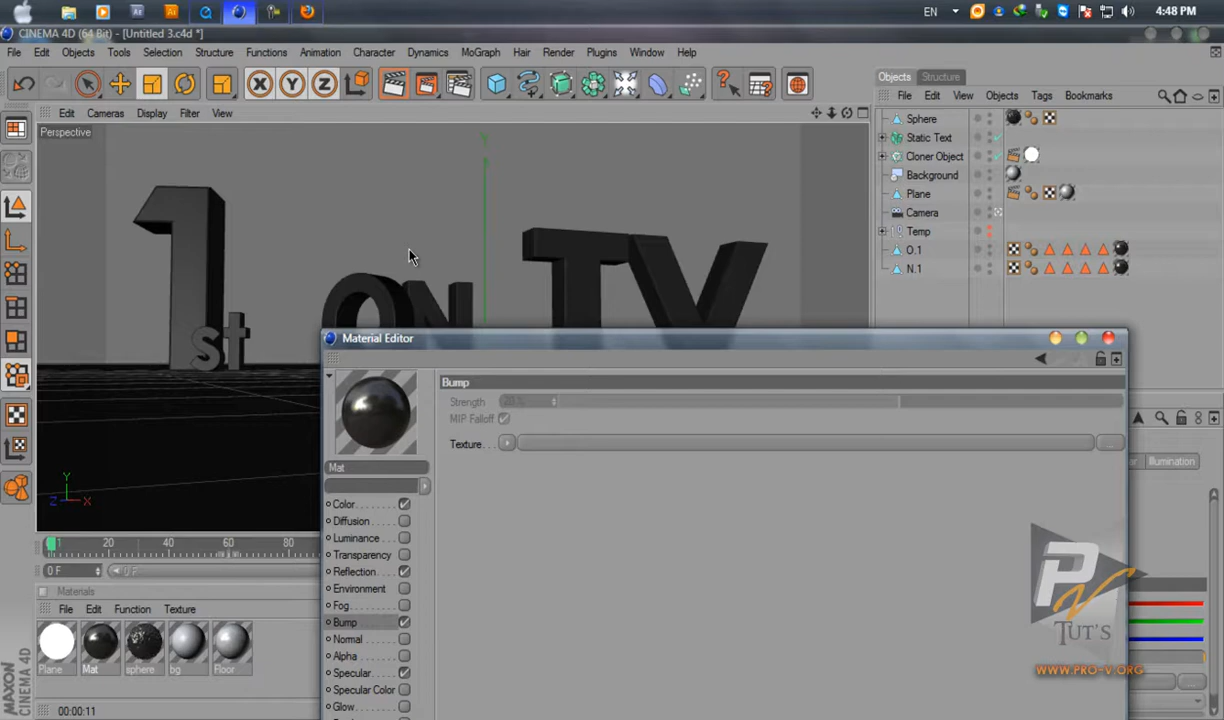 EN
4:48 PM
CINEMA 4D (64 Bit) - [Untitled 3.c4d *]
File Edit Objects Tools Selection Structure Functions Animation Character Dynamics MoGraph Hair Render Plugins Window Help
X Y Z
Objects Structure
File Edit View Objects Tags Bookmarks
Edit Cameras Display Filter View
Perspective
Sphere
Static Text
Cloner Object
Background
Plane
Camera
Temp
O.1
N.1
1st ON TV
Y
Material Editor
Bump
Strength 20 %
MIP Falloff
Texture
Mat
Color
Diffusion
Luminance
Transparency
Reflection
Environment
Fog
Bump
Normal
Alpha
Specular
Specular Color
Glow
Illumination
Y
Z X
1 20 40 60 80
0 F 0 F
Materials
File Edit Function Texture
Plane Mat sphere bg Floor
00:00:11
MAXON
CINEMA 4D
PV
TUT'S
WWW.PRO-V.ORG